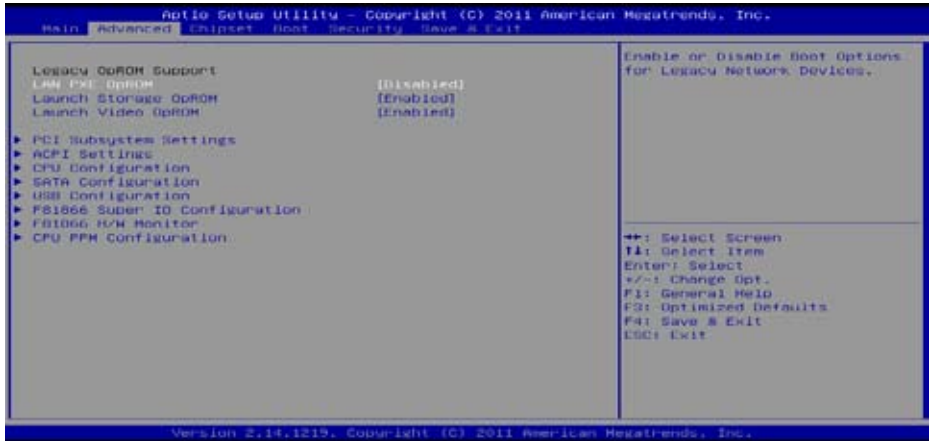 Aptio Setup Utility - Copyright (C) 2011 American Megatrends, Inc.
Main Advanced Chipset Boot Security Save & Exit
Legacy OpROM Support
LAN PXE OpROM [Disabled]
Launch Storage OpROM [Enabled]
Launch Video OpROM [Enabled]
► PCI Subsystem Settings
► ACPI Settings
► CPU Configuration
► SATA Configuration
► USB Configuration
► F81866 Super IO Configuration
► F81866 H/W Monitor
► CPU PPM Configuration
Enable or Disable Boot Options
for Legacy Network Devices.
→←: Select Screen
↑↓: Select Item
Enter: Select
+/-: Change Opt.
F1: General Help
F3: Optimized Defaults
F4: Save & Exit
ESC: Exit
Version 2.14.1219. Copyright (C) 2011 American Megatrends, Inc.